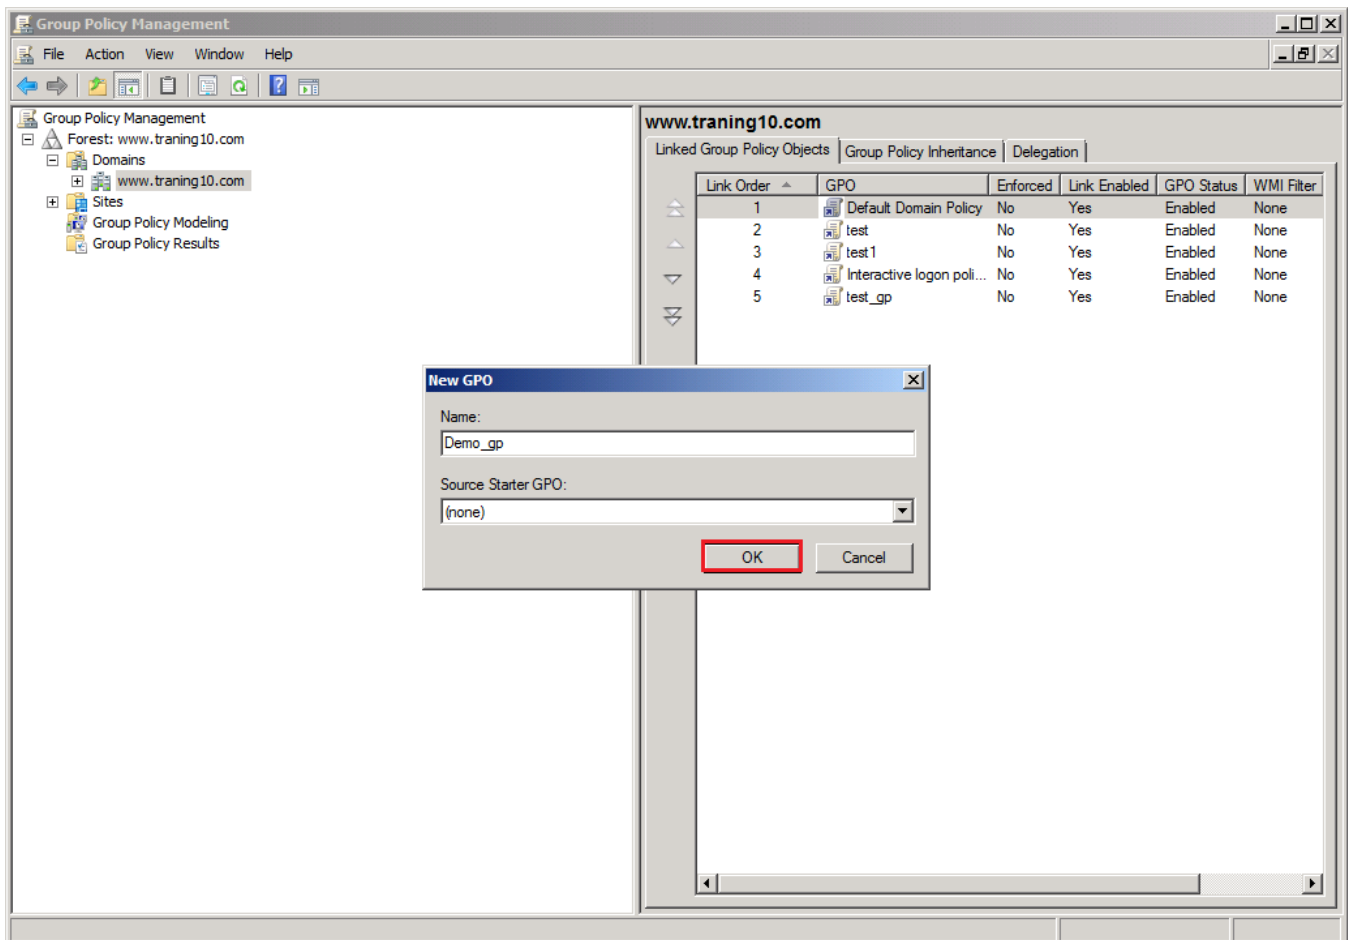 Group Policy Management
File Action View Window Help
Group Policy Management
Forest: www.traning10.com
Domains
www.traning10.com
Sites
Group Policy Modeling
Group Policy Results
www.traning10.com
Linked Group Policy Objects Group Policy Inheritance Delegation
Link Order GPO Enforced Link Enabled GPO Status WMI Filter
1 Default Domain Policy No Yes Enabled None
2 test No Yes Enabled None
3 test1 No Yes Enabled None
4 Interactive logon poli... No Yes Enabled None
5 test_gp No Yes Enabled None
New GPO
Name:
Demo_gp
Source Starter GPO:
(none)
OK Cancel